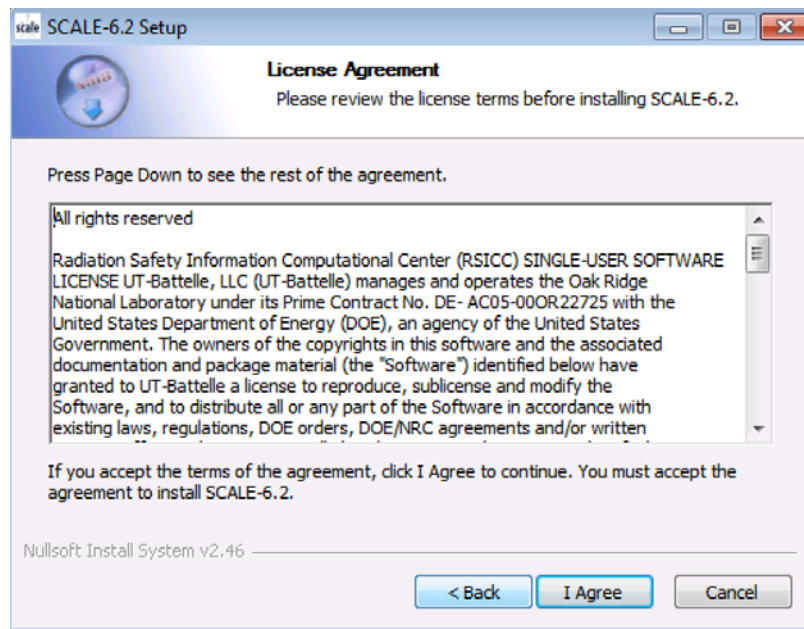 scale SCALE-6.2 Setup
License Agreement
Please review the license terms before installing SCALE-6.2.
Press Page Down to see the rest of the agreement.
All rights reserved
Radiation Safety Information Computational Center (RSICC) SINGLE-USER SOFTWARE
LICENSE UT-Battelle, LLC (UT-Battelle) manages and operates the Oak Ridge
National Laboratory under its Prime Contract No. DE- AC05-00OR22725 with the
United States Department of Energy (DOE), an agency of the United States
Government. The owners of the copyrights in this software and the associated
documentation and package material (the "Software") identified below have
granted to UT-Battelle a license to reproduce, sublicense and modify the
Software, and to distribute all or any part of the Software in accordance with
existing laws, regulations, DOE orders, DOE/NRC agreements and/or written
If you accept the terms of the agreement, click I Agree to continue. You must accept the
agreement to install SCALE-6.2.
Nullsoft Install System v2.46
< Back I Agree Cancel